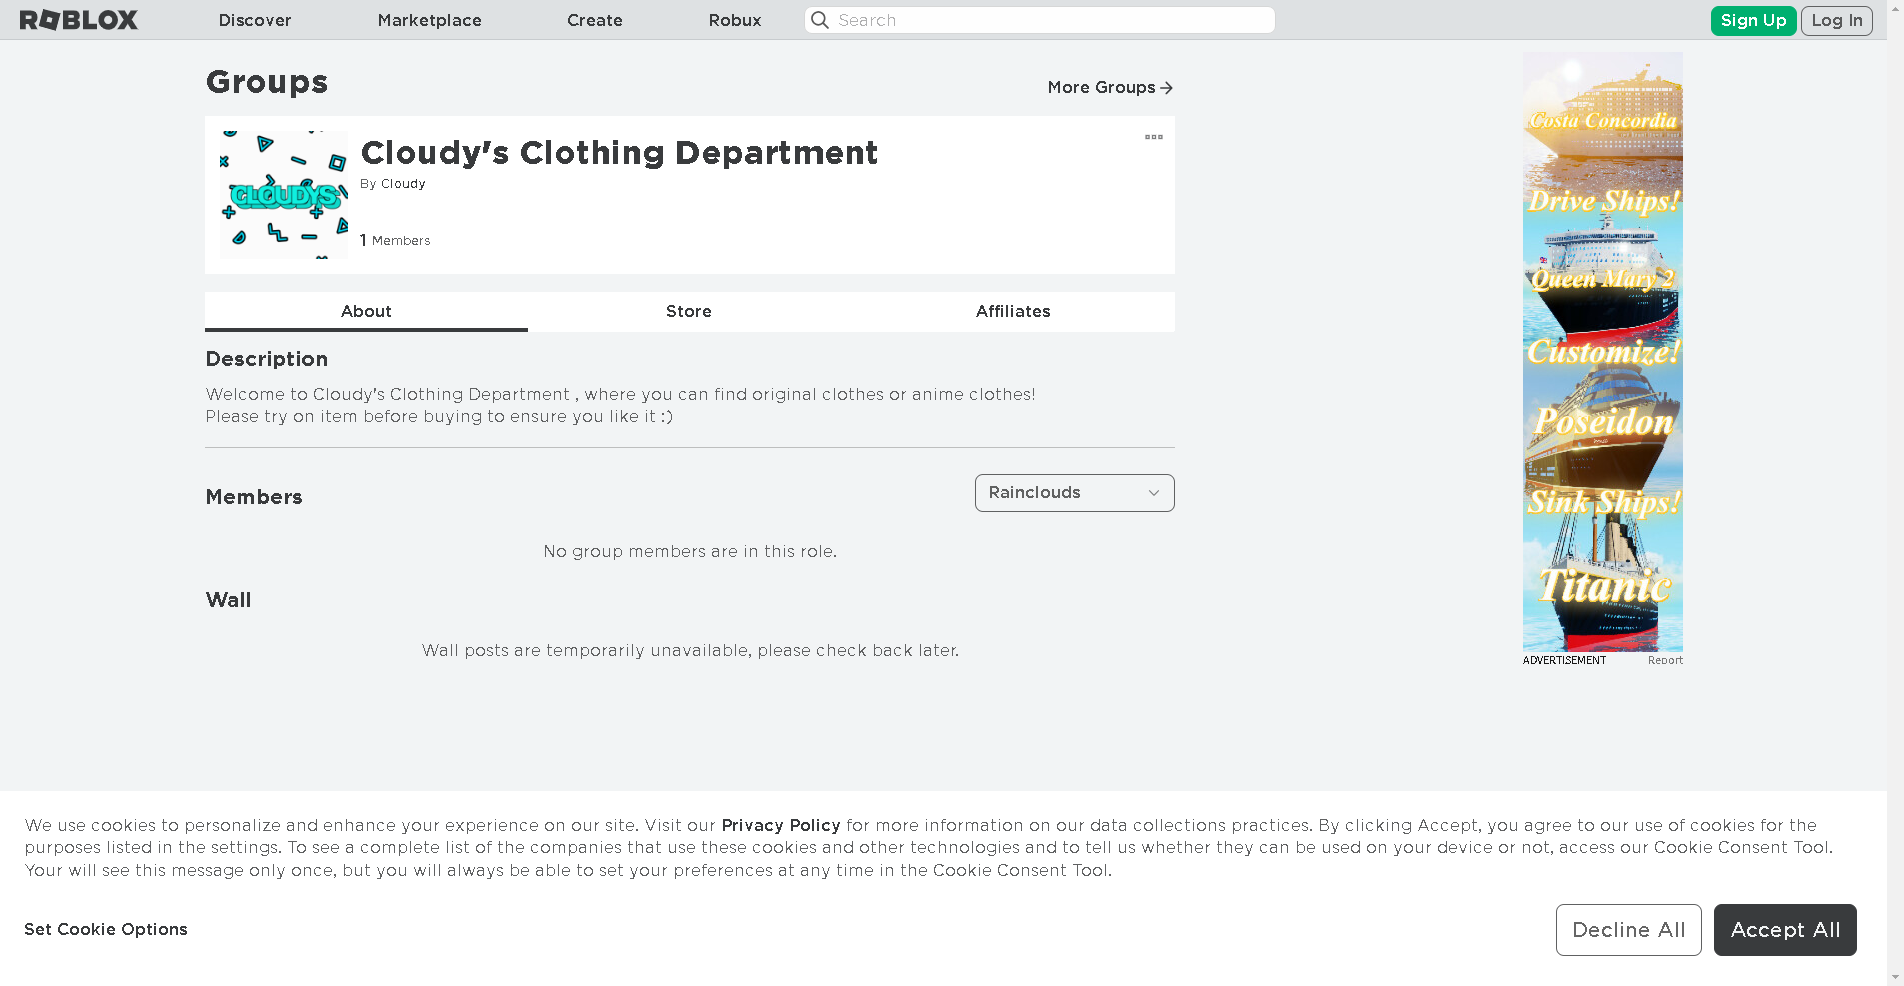 ROBLOX Discover Marketplace Create Robux Search Sign Up Log In
Groups
More Groups
CLOUDYS
Cloudy's Clothing Department
By Cloudy
1 Members
About Store Affiliates
Description
Welcome to Cloudy's Clothing Department , where you can find original clothes or anime clothes!
Please try on item before buying to ensure you like it :)
Members
Rainclouds
No group members are in this role.
Wall
Wall posts are temporarily unavailable, please check back later.
Costa Concordia
Drive Ships!
Queen Mary 2
Customize!
Poseidon
Sink Ships!
Titanic
ADVERTISEMENT Report
We use cookies to personalize and enhance your experience on our site. Visit our Privacy Policy for more information on our data collections practices. By clicking Accept, you agree to our use of cookies for the
purposes listed in the settings. To see a complete list of the companies that use these cookies and other technologies and to tell us whether they can be used on your device or not, access our Cookie Consent Tool.
Your will see this message only once, but you will always be able to set your preferences at any time in the Cookie Consent Tool.
Set Cookie Options
Decline All
Accept All